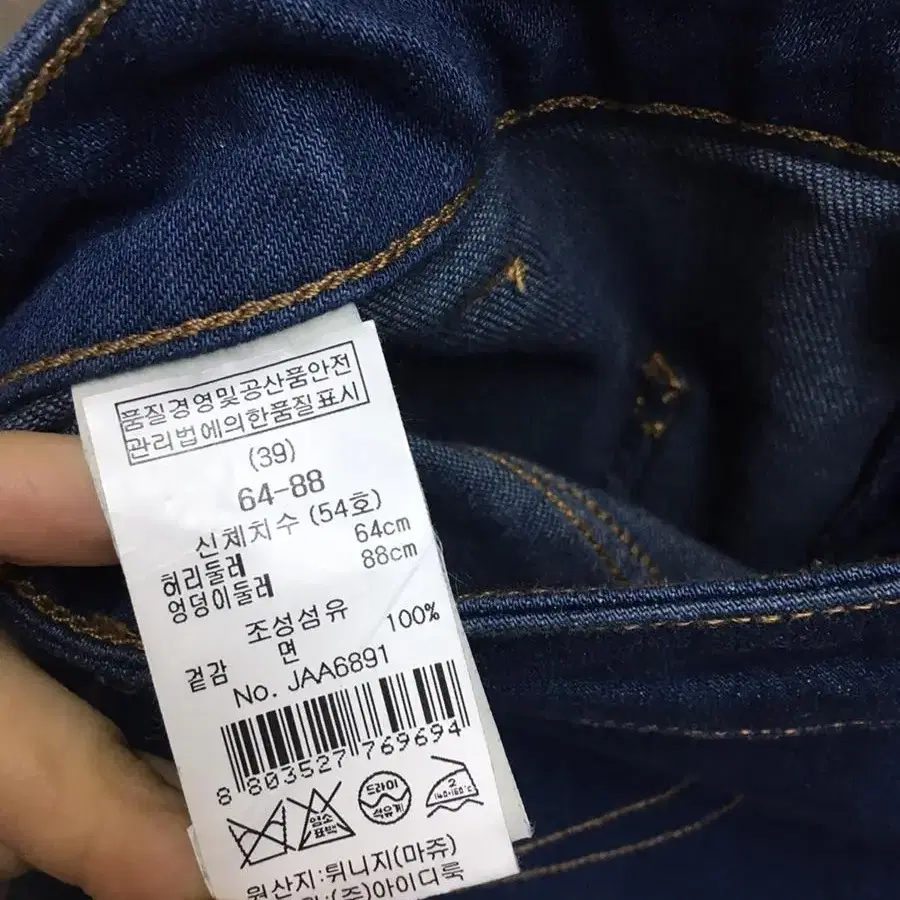 품질경영및공산품안전
관리법에의한품질표시
(39)
64-88
신체치수 (54호)
허리둘레 64cm
엉덩이둘레 88cm
조성섬유
겉감 면 100%
No. JAA6891
8 803527 769694
염소
표백
드라이
석유계
2
140-160℃
원산지:튀니지(마쥬)
(주)아이디룩